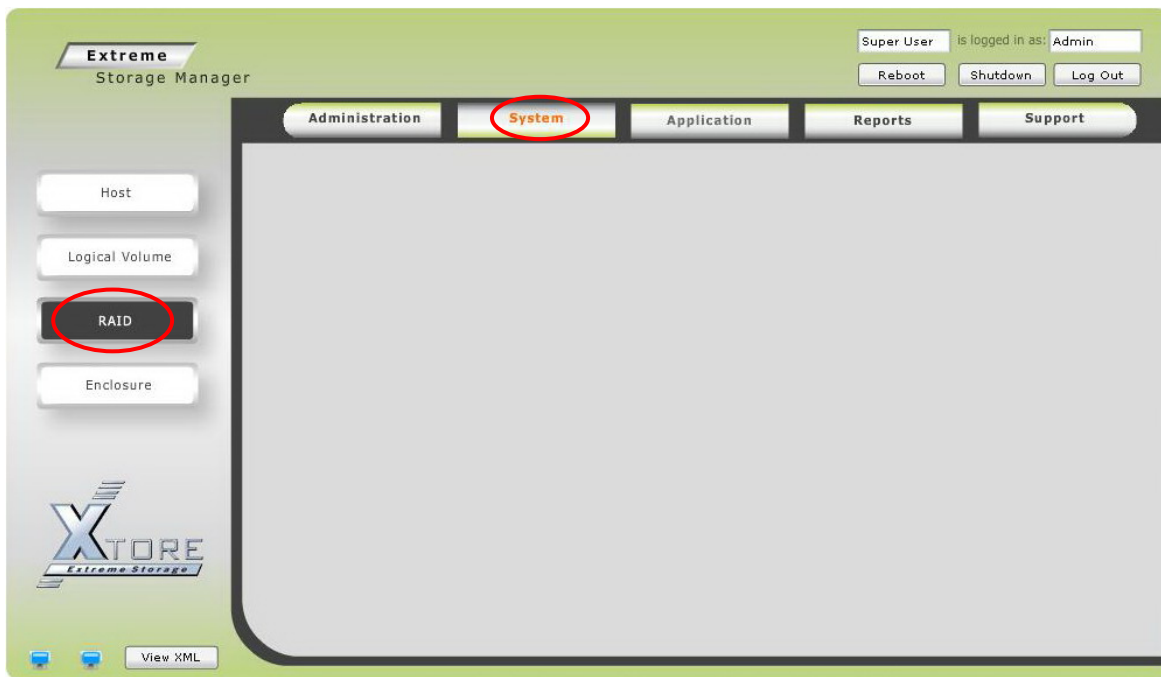 Extreme
Storage Manager
Super User is logged in as: Admin
Reboot Shutdown Log Out
Administration System Application Reports Support
Host
Logical Volume
RAID
Enclosure
XTORE
Extreme Storage
View XML